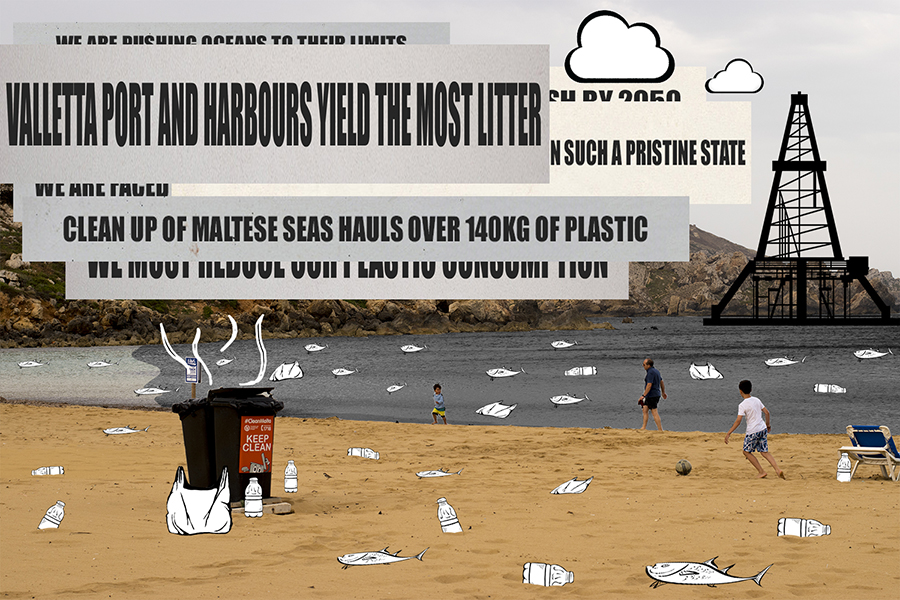 WE ARE PUSHING OCEANS TO THEIR LIMITS
SH BY 2050
VALLETTA PORT AND HARBOURS YIELD THE MOST LITTER
N SUCH A PRISTINE STATE
WE ARE FACED
CLEAN UP OF MALTESE SEAS HAULS OVER 140KG OF PLASTIC
WE MUST REDUCE OUR PLASTIC CONSUMPTION
#CleanMalta
KEEP
CLEAN